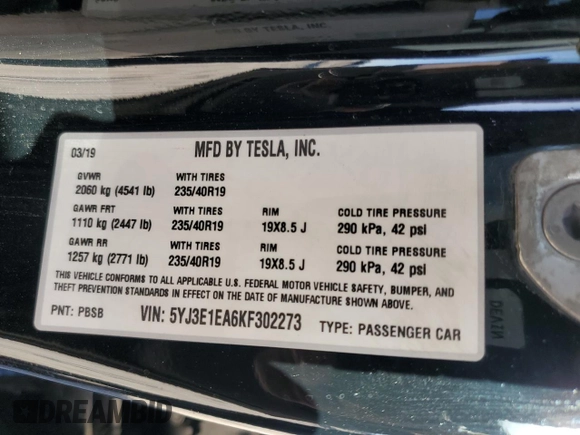 MFD BY TESLA, INC.
03/19
GVWR WITH TIRES
2060 kg (4541 lb) 235/40R19
GAWR FRT WITH TIRES RIM COLD TIRE PRESSURE
1110 kg (2447 lb) 235/40R19 19X8.5 J 290 kPa, 42 psi
GAWR RR WITH TIRES RIM COLD TIRE PRESSURE
1257 kg (2771 lb) 235/40R19 19X8.5 J 290 kPa, 42 psi
THIS VEHICLE CONFORMS TO ALL APPLICABLE U.S. FEDERAL MOTOR VEHICLE SAFETY, BUMPER, AND
THEFT PREVENTION STANDARDS IN EFFECT ON THE DATE OF MANUFACTURE SHOWN ABOVE.
PNT: PBSB VIN: 5YJ3E1EA6KF302273 TYPE: PASSENGER CAR
DREAMBID